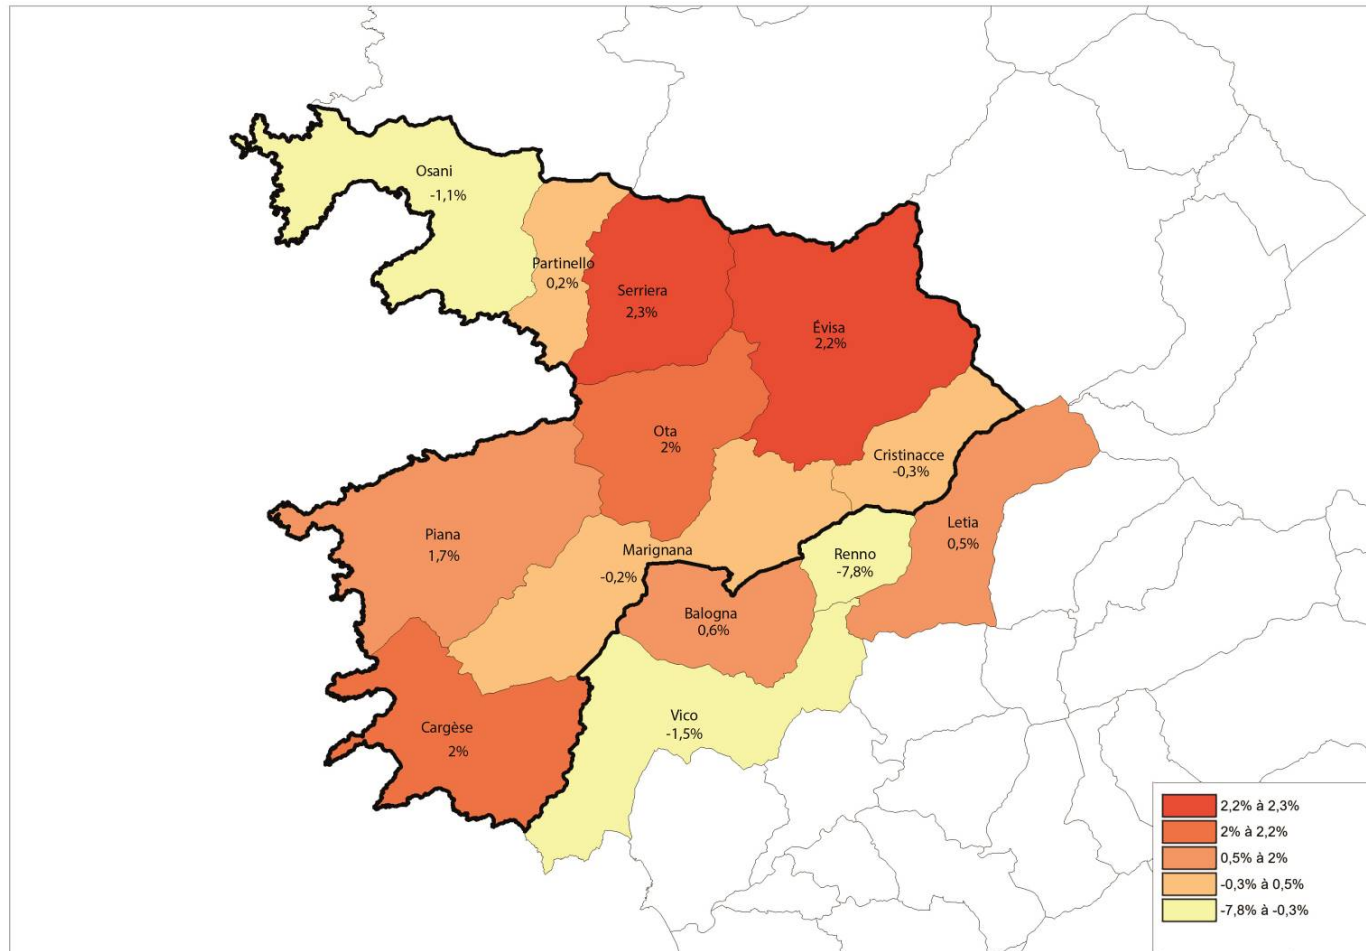 Osani
-1,1%
Partinello
0,2%
Serriera
2,3%
Évisa
2,2%
Ota
2%
Cristinacce
-0,3%
Piana
1,7%
Marignana
-0,2%
Renno
-7,8%
Letia
0,5%
Balogna
0,6%
Cargèse
2%
Vico
-1,5%
2,2% à 2,3%
2% à 2,2%
0,5% à 2%
-0,3% à 0,5%
-7,8% à -0,3%